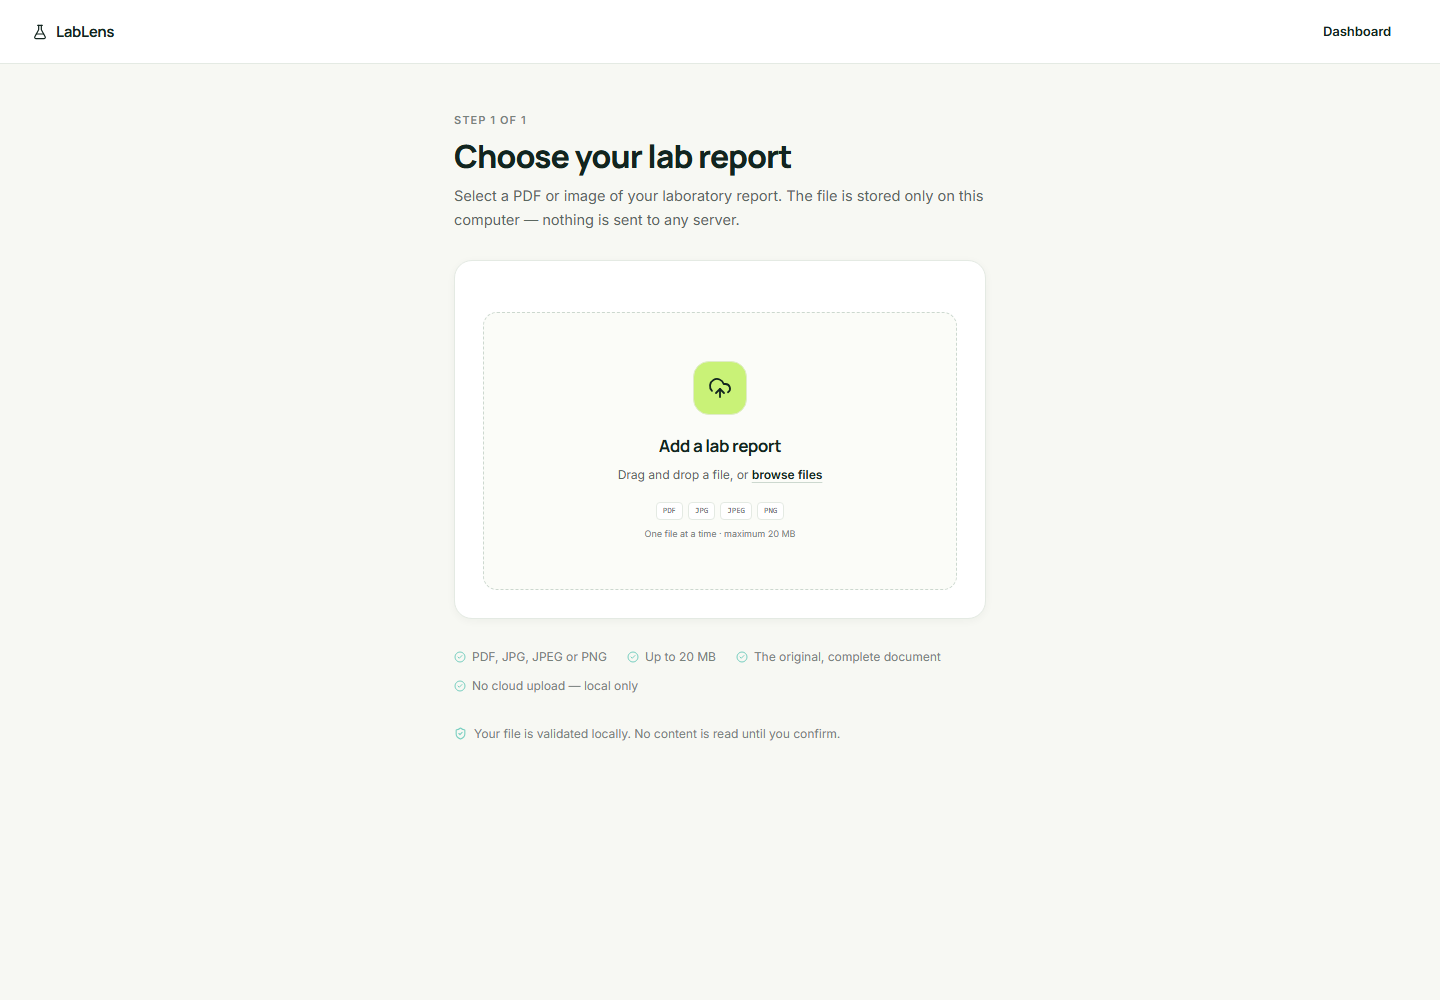 LabLens
Dashboard
STEP 1 OF 1
Choose your lab report
Select a PDF or image of your laboratory report. The file is stored only on this
computer — nothing is sent to any server.
Add a lab report
Drag and drop a file, or browse files
PDF JPG JPEG PNG
One file at a time · maximum 20 MB
PDF, JPG, JPEG or PNG Up to 20 MB The original, complete document
No cloud upload — local only
Your file is validated locally. No content is read until you confirm.